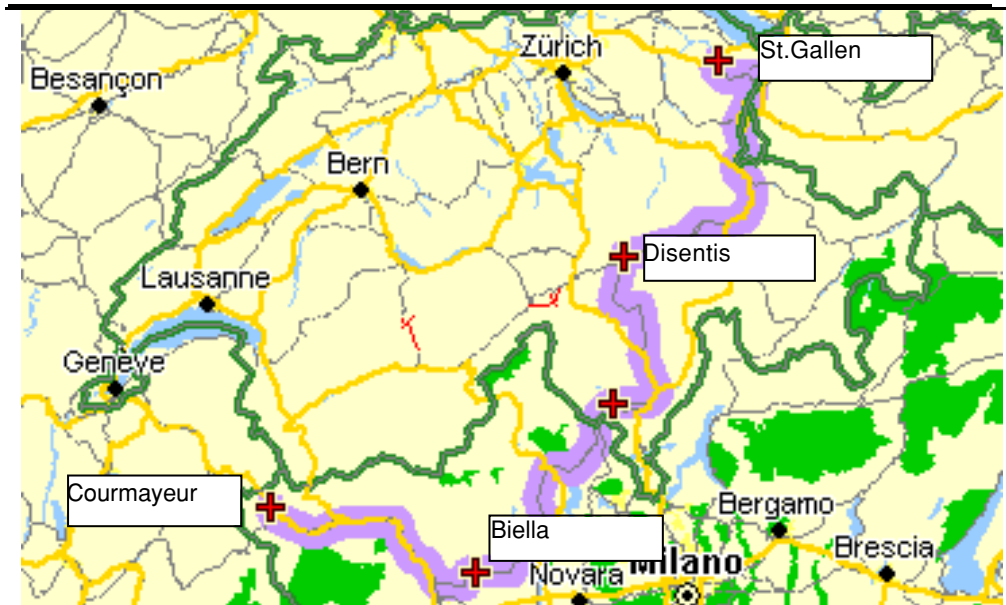 Zürich
St.Gallen
Besançon
Bern
Disentis
Lausanne
Genève
Courmayeur
Bergamo
Biella
Brescia
Milano
Novara